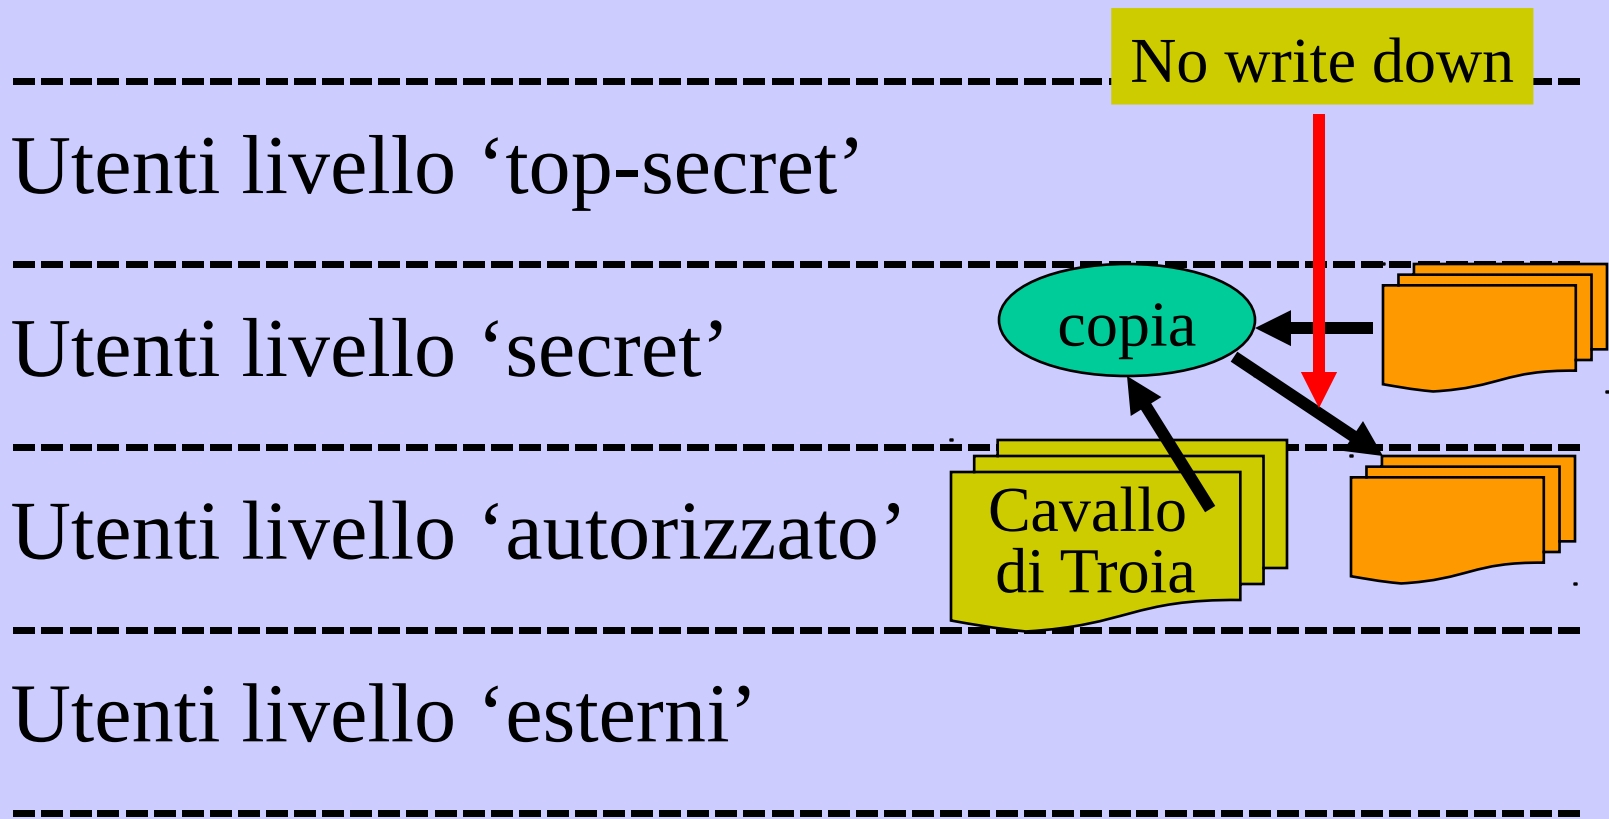 No write down
Utenti livello ‘top-secret’
Utenti livello ‘secret’
copia
Utenti livello ‘autorizzato’
Cavallo
di Troia
Utenti livello ‘esterni’